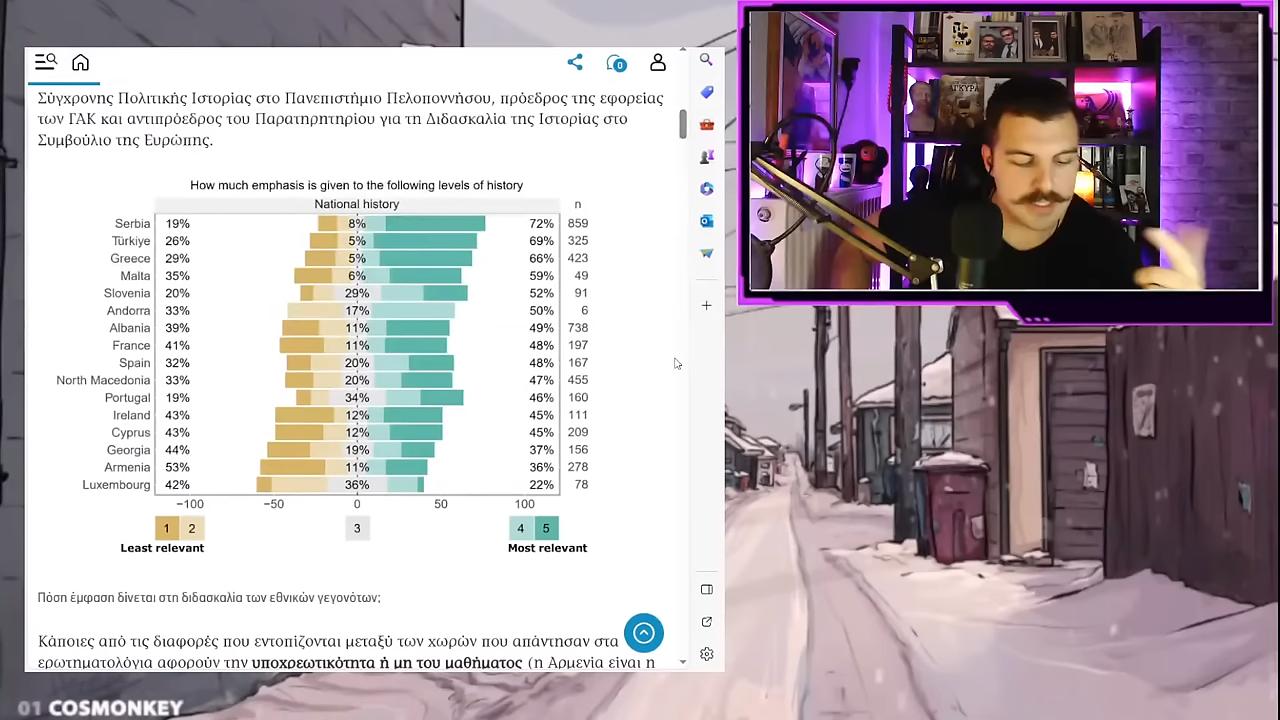 0
Σύγχρονης Πολιτικής Ιστορίας στο Πανεπιστήμιο Πελοποννήσου, πρόεδρος της εφορείας
των ΓΑΚ και αντιπρόεδρος του Παρατηρητηρίου για τη Διδασκαλία της Ιστορίας στο
Συμβούλιο της Ευρώπης.
How much emphasis is given to the following levels of history
National history n
Serbia 19% 8% 72% 859
Türkiye 26% 5% 69% 325
Greece 29% 5% 66% 423
Malta 35% 6% 59% 49
Slovenia 20% 29% 52% 91
Andorra 33% 17% 50% 6
Albania 39% 11% 49% 738
France 41% 11% 48% 197
Spain 32% 20% 48% 167
North Macedonia 33% 20% 47% 455
Portugal 19% 34% 46% 160
Ireland 43% 12% 45% 111
Cyprus 43% 12% 45% 209
Georgia 44% 19% 37% 156
Armenia 53% 11% 36% 278
Luxembourg 42% 36% 22% 78
−100 −50 0 50 100
1 2 3 4 5
Least relevant Most relevant
Πόση έμφαση δίνεται στη διδασκαλία των εθνικών γεγονότων;
Κάποιες από τις διαφορές που εντοπίζονται μεταξύ των χωρών που απάντησαν στα
ερωτηματολόγια αφορούν την υποχρεωτικότητα ή μη του μαθήματος (η Αρμενία είναι η
01 COSMONKEY
ΑΓΚΥΡΑ